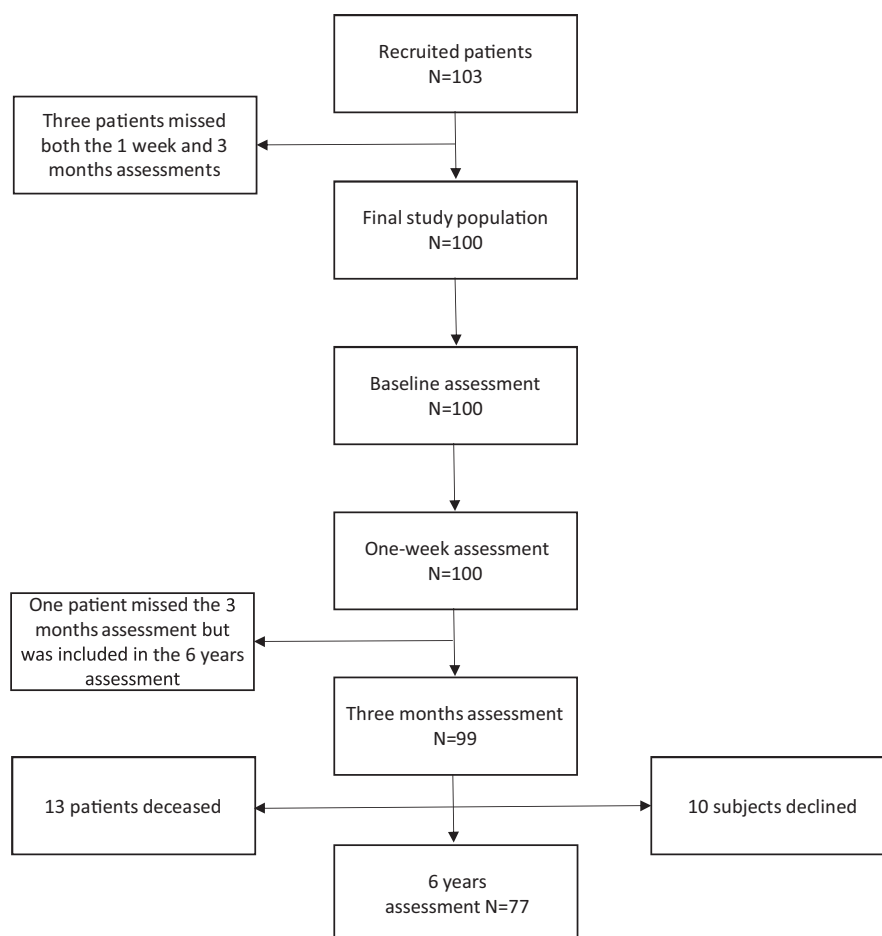 Recruited patients
N=103
Three patients missed
both the 1 week and 3
months assessments
Final study population
N=100
Baseline assessment
N=100
One-week assessment
N=100
One patient missed the 3
months assessment but
was included in the 6 years
assessment
Three months assessment
N=99
13 patients deceased
10 subjects declined
6 years
assessment N=77